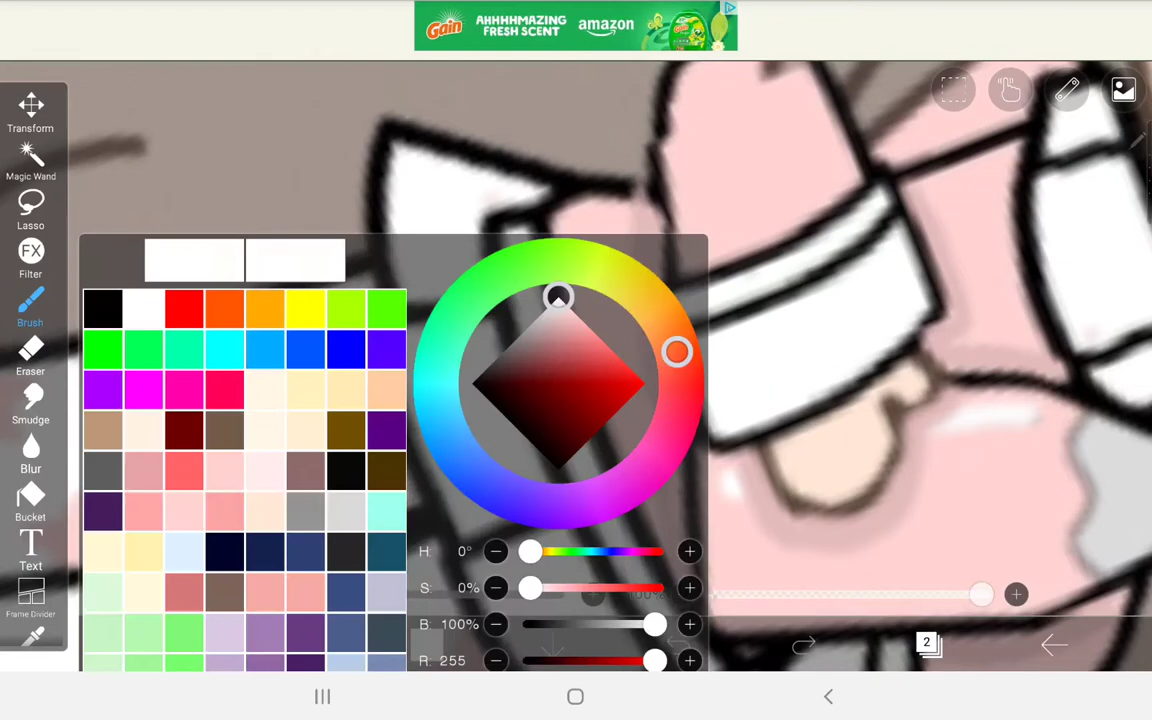 Gain
AHHHHMAZING
FRESH SCENT
amazon
Transform
Magic Wand
Lasso
FX
Filter
Brush
Eraser
Smudge
Blur
Bucket
T
Text
Frame Divider
H: 0°
S: 0%
B: 100%
R: 255
2